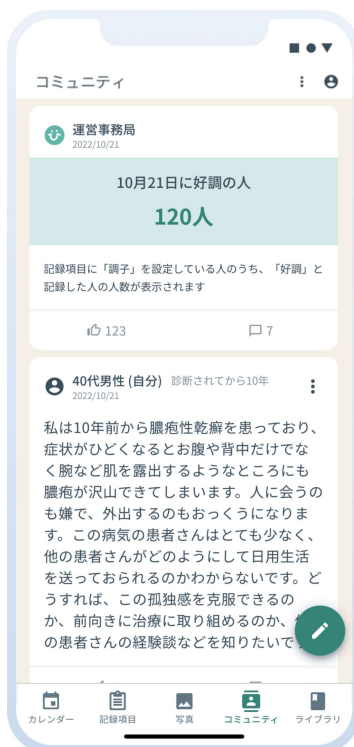 コミュニティ
運営事務局
2022/10/21
10月21日に好調の人
120人
記録項目に「調子」を設定している人のうち、「好調」と
記録した人の人数が表示されます
123
7
40代男性 (自分) 診断されてから10年
2022/10/21
私は10年前から膿疱性乾癬を患っており、
症状がひどくなるとお腹や背中だけでな
く腕など肌を露出するようなところにも
膿疱が沢山できてしまいます。人に会うの
も嫌で、外出するのもおっくうになりま
す。この病気の患者さんはとても少なく、
他の患者さんがどのようにして日用生活
を送っておられるのかわからないです。ど
うすれば、この孤独感を克服できるの
か、前向きに治療に取り組めるのか、
の患者さんの経験談などを知りたいで
カレンダー
記録項目
写真
コミュニティ
ライブラリ